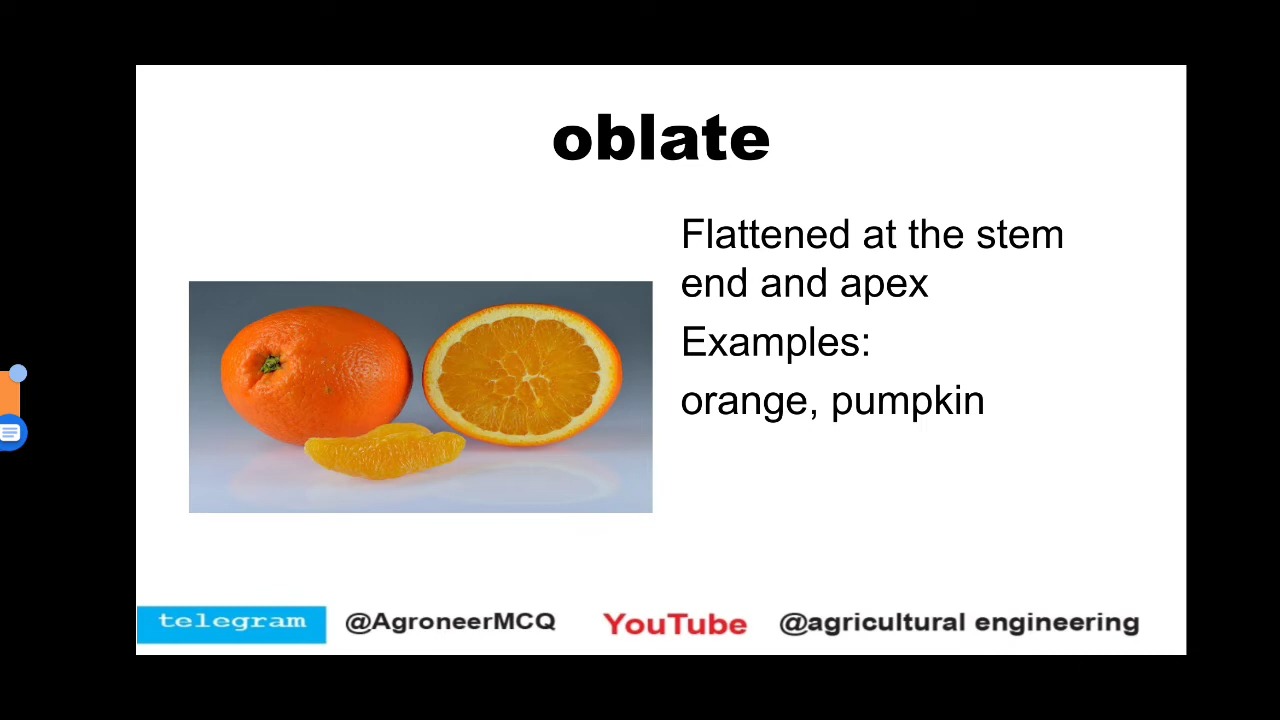 oblate
Flattened at the stem
end and apex
Examples:
orange, pumpkin
telegram @AgroneerMCQ YouTube @agricultural engineering